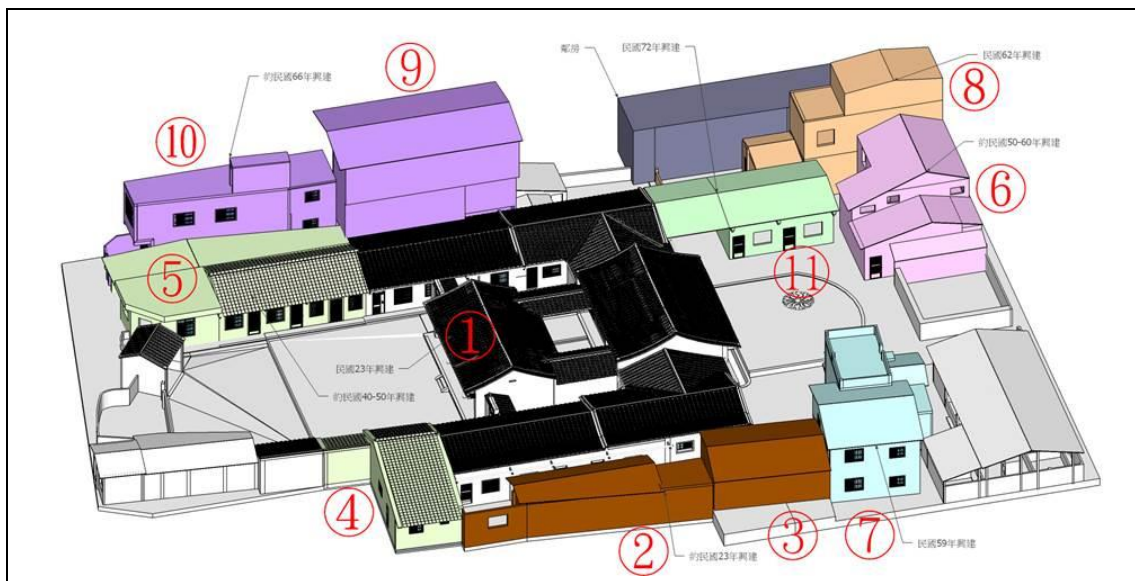 鄰房
民國72年興建
民國62年興建
⑨
⑧
約民國66年興建
⑩
約民國50-60年興建
⑥
⑤
⑪
①
民國23年興建
約民國40-50年興建
④
②
③
⑦
約民國23年興建
民國59年興建